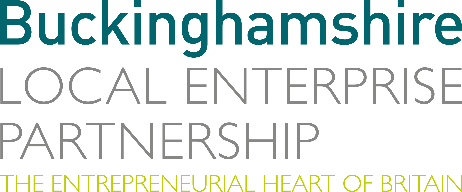 Buckinghamshire
LOCAL ENTERPRISE
PARTNERSHIP
THE ENTREPRENEURIAL HEART OF BRITAIN